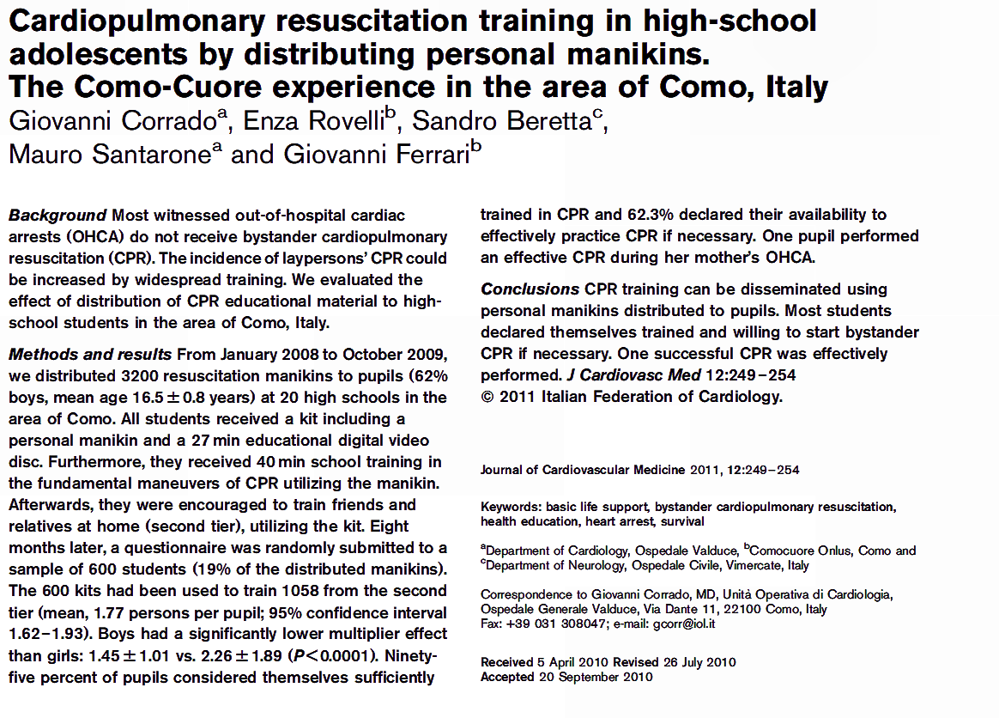 Cardiopulmonary resuscitation training in high-school
adolescents by distributing personal manikins.
The Como-Cuore experience in the area of Como, Italy
Giovanni Corradoᵃ, Enza Rovelliᵇ, Sandro Berettaᶜ,
Mauro Santaroneᵃ and Giovanni Ferrariᵇ
Background Most witnessed out-of-hospital cardiac
arrests (OHCA) do not receive bystander cardiopulmonary
resuscitation (CPR). The incidence of laypersons' CPR could
be increased by widespread training. We evaluated the
effect of distribution of CPR educational material to high-
school students in the area of Como, Italy.
Methods and results From January 2008 to October 2009,
we distributed 3200 resuscitation manikins to pupils (62%
boys, mean age 16.5 ± 0.8 years) at 20 high schools in the
area of Como. All students received a kit including a
personal manikin and a 27 min educational digital video
disc. Furthermore, they received 40 min school training in
the fundamental maneuvers of CPR utilizing the manikin.
Afterwards, they were encouraged to train friends and
relatives at home (second tier), utilizing the kit. Eight
months later, a questionnaire was randomly submitted to a
sample of 600 students (19% of the distributed manikins).
The 600 kits had been used to train 1058 from the second
tier (mean, 1.77 persons per pupil; 95% confidence interval
1.62–1.93). Boys had a significantly lower multiplier effect
than girls: 1.45 ± 1.01 vs. 2.26 ± 1.89 (P < 0.0001). Ninety-
five percent of pupils considered themselves sufficiently
trained in CPR and 62.3% declared their availability to
effectively practice CPR if necessary. One pupil performed
an effective CPR during her mother's OHCA.
Conclusions CPR training can be disseminated using
personal manikins distributed to pupils. Most students
declared themselves trained and willing to start bystander
CPR if necessary. One successful CPR was effectively
performed. J Cardiovasc Med 12:249–254
© 2011 Italian Federation of Cardiology.
Journal of Cardiovascular Medicine 2011, 12:249–254
Keywords: basic life support, bystander cardiopulmonary resuscitation,
health education, heart arrest, survival
ᵃDepartment of Cardiology, Ospedale Valduce, ᵇComocuore Onlus, Como and
ᶜDepartment of Neurology, Ospedale Civile, Vimercate, Italy
Correspondence to Giovanni Corrado, MD, Unità Operativa di Cardiologia,
Ospedale Generale Valduce, Via Dante 11, 22100 Como, Italy
Fax: +39 031 308047; e-mail: gcorr@iol.it
Received 5 April 2010 Revised 26 July 2010
Accepted 20 September 2010